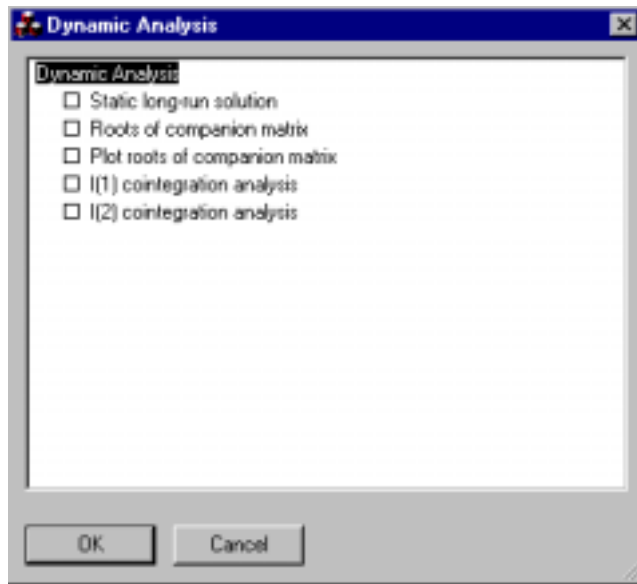 Dynamic Analysis
Dynamic Analysis
Static long-run solution
Roots of companion matrix
Plot roots of companion matrix
I(1) cointegration analysis
I(2) cointegration analysis
OK
Cancel